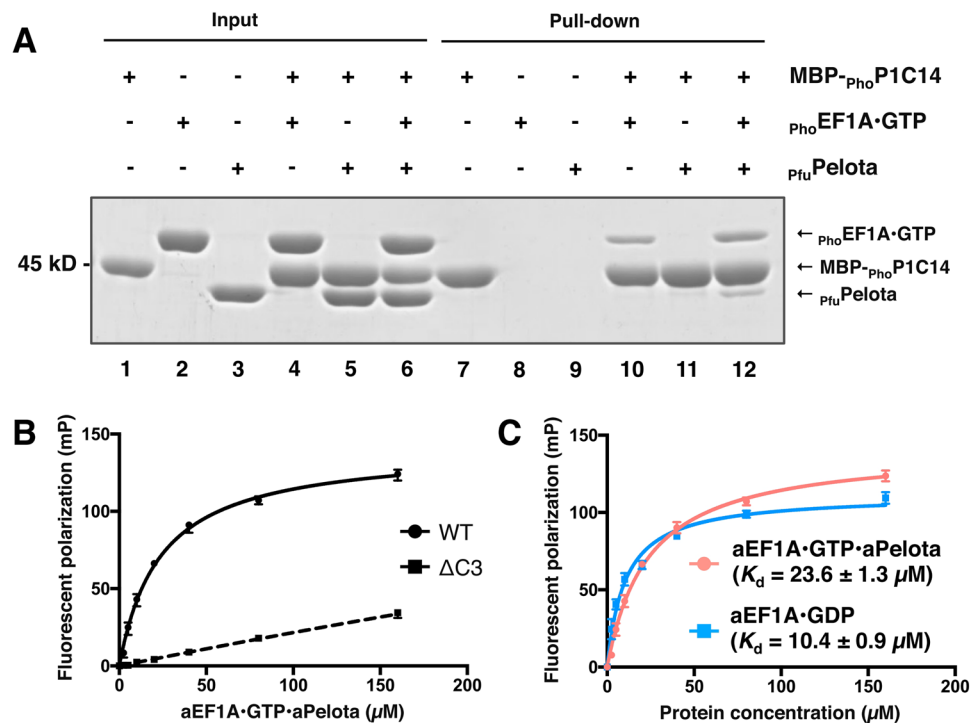 A
Input Pull-down
+ - - + + + + - - + + + MBP-PhoP1C14
- + - + - + - + - + - + PhoEF1A•GTP
- - + - + + - - + - + + PfuPelota
← PhoEF1A•GTP
45 kD - ← MBP-PhoP1C14
← PfuPelota
1 2 3 4 5 6 7 8 9 10 11 12
B
Fluorescent polarization (mP)
150
100
50
0
0 50 100 150 200
aEF1A•GTP•aPelota (µM)
WT
ΔC3
C
Fluorescent polarization (mP)
150
100
50
0
0 50 100 150 200
Protein concentration (µM)
aEF1A•GTP•aPelota
(Kd = 23.6 ± 1.3 µM)
aEF1A•GDP
(Kd = 10.4 ± 0.9 µM)